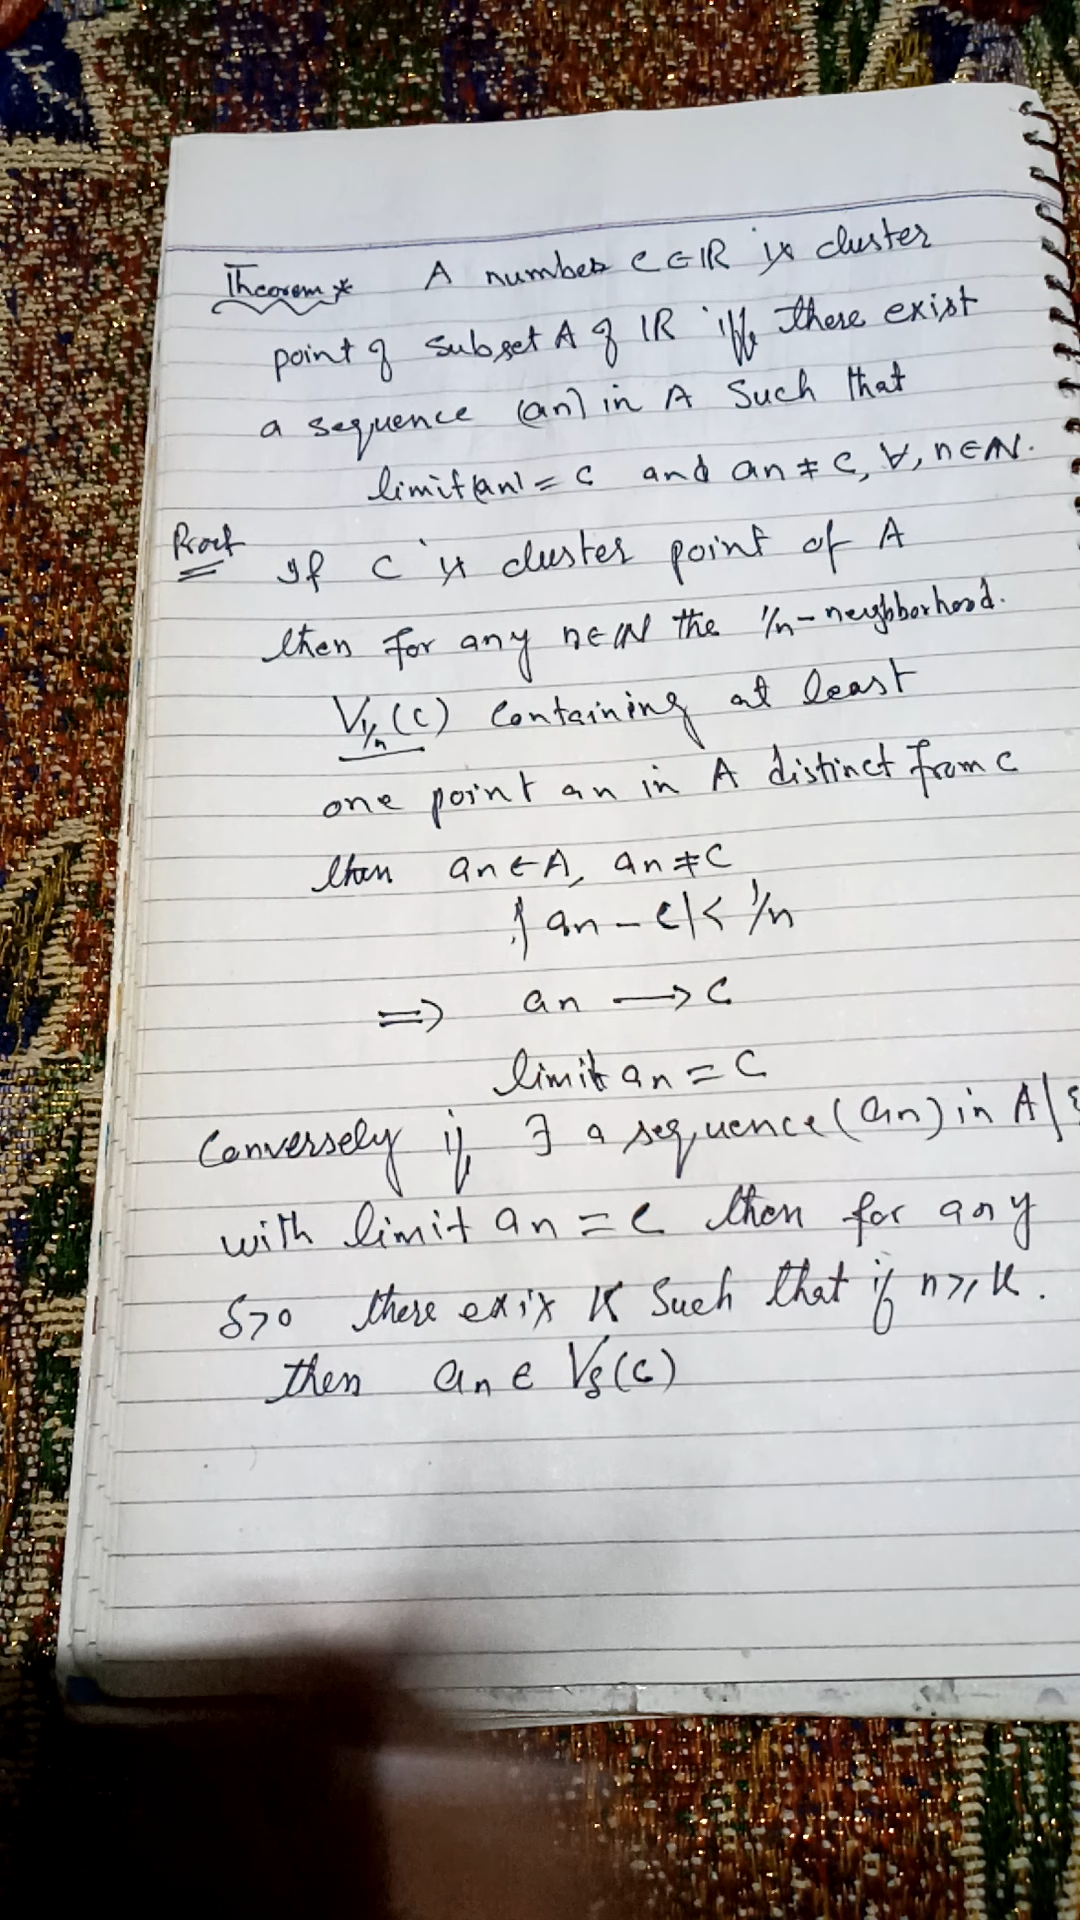 Theorem * A number c ∈ IR is cluster
point of subset A of IR iff there exist
a sequence (an) in A Such that
limit(an) = c and an ≠ c, ∀, n ∈ N.
Proof If c is cluster point of A
then for any n ∈ N the 1/n - neighborhood.
V1/n (c) Containing at least
one point an in A distinct from c
then an ∈ A, an ≠ c
| an - c | < 1/n
=> an → c
limit an = c
Conversely if ∃ a sequence (an) in A|
with limit an = c then for any
δ > 0 there exix K Such that if n ≥ K.
then an ∈ Vδ(c)